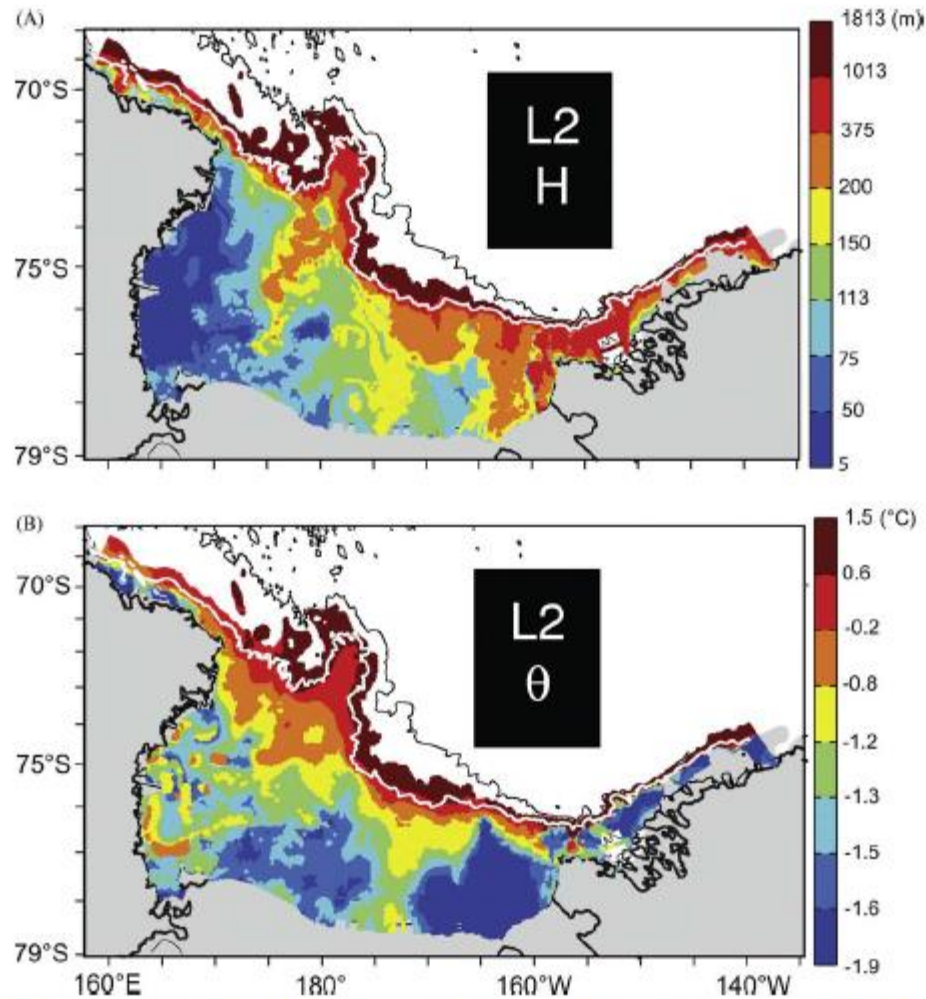 (A)
1813 (m)
1013
375
200
150
113
75
50
5
70°S
75°S
79°S
L2
H
(B)
1.5 (°C)
0.6
-0.2
-0.8
-1.2
-1.3
-1.5
-1.6
-1.9
70°S
75°S
79°S
L2
θ
160°E
180°
160°W
140°W